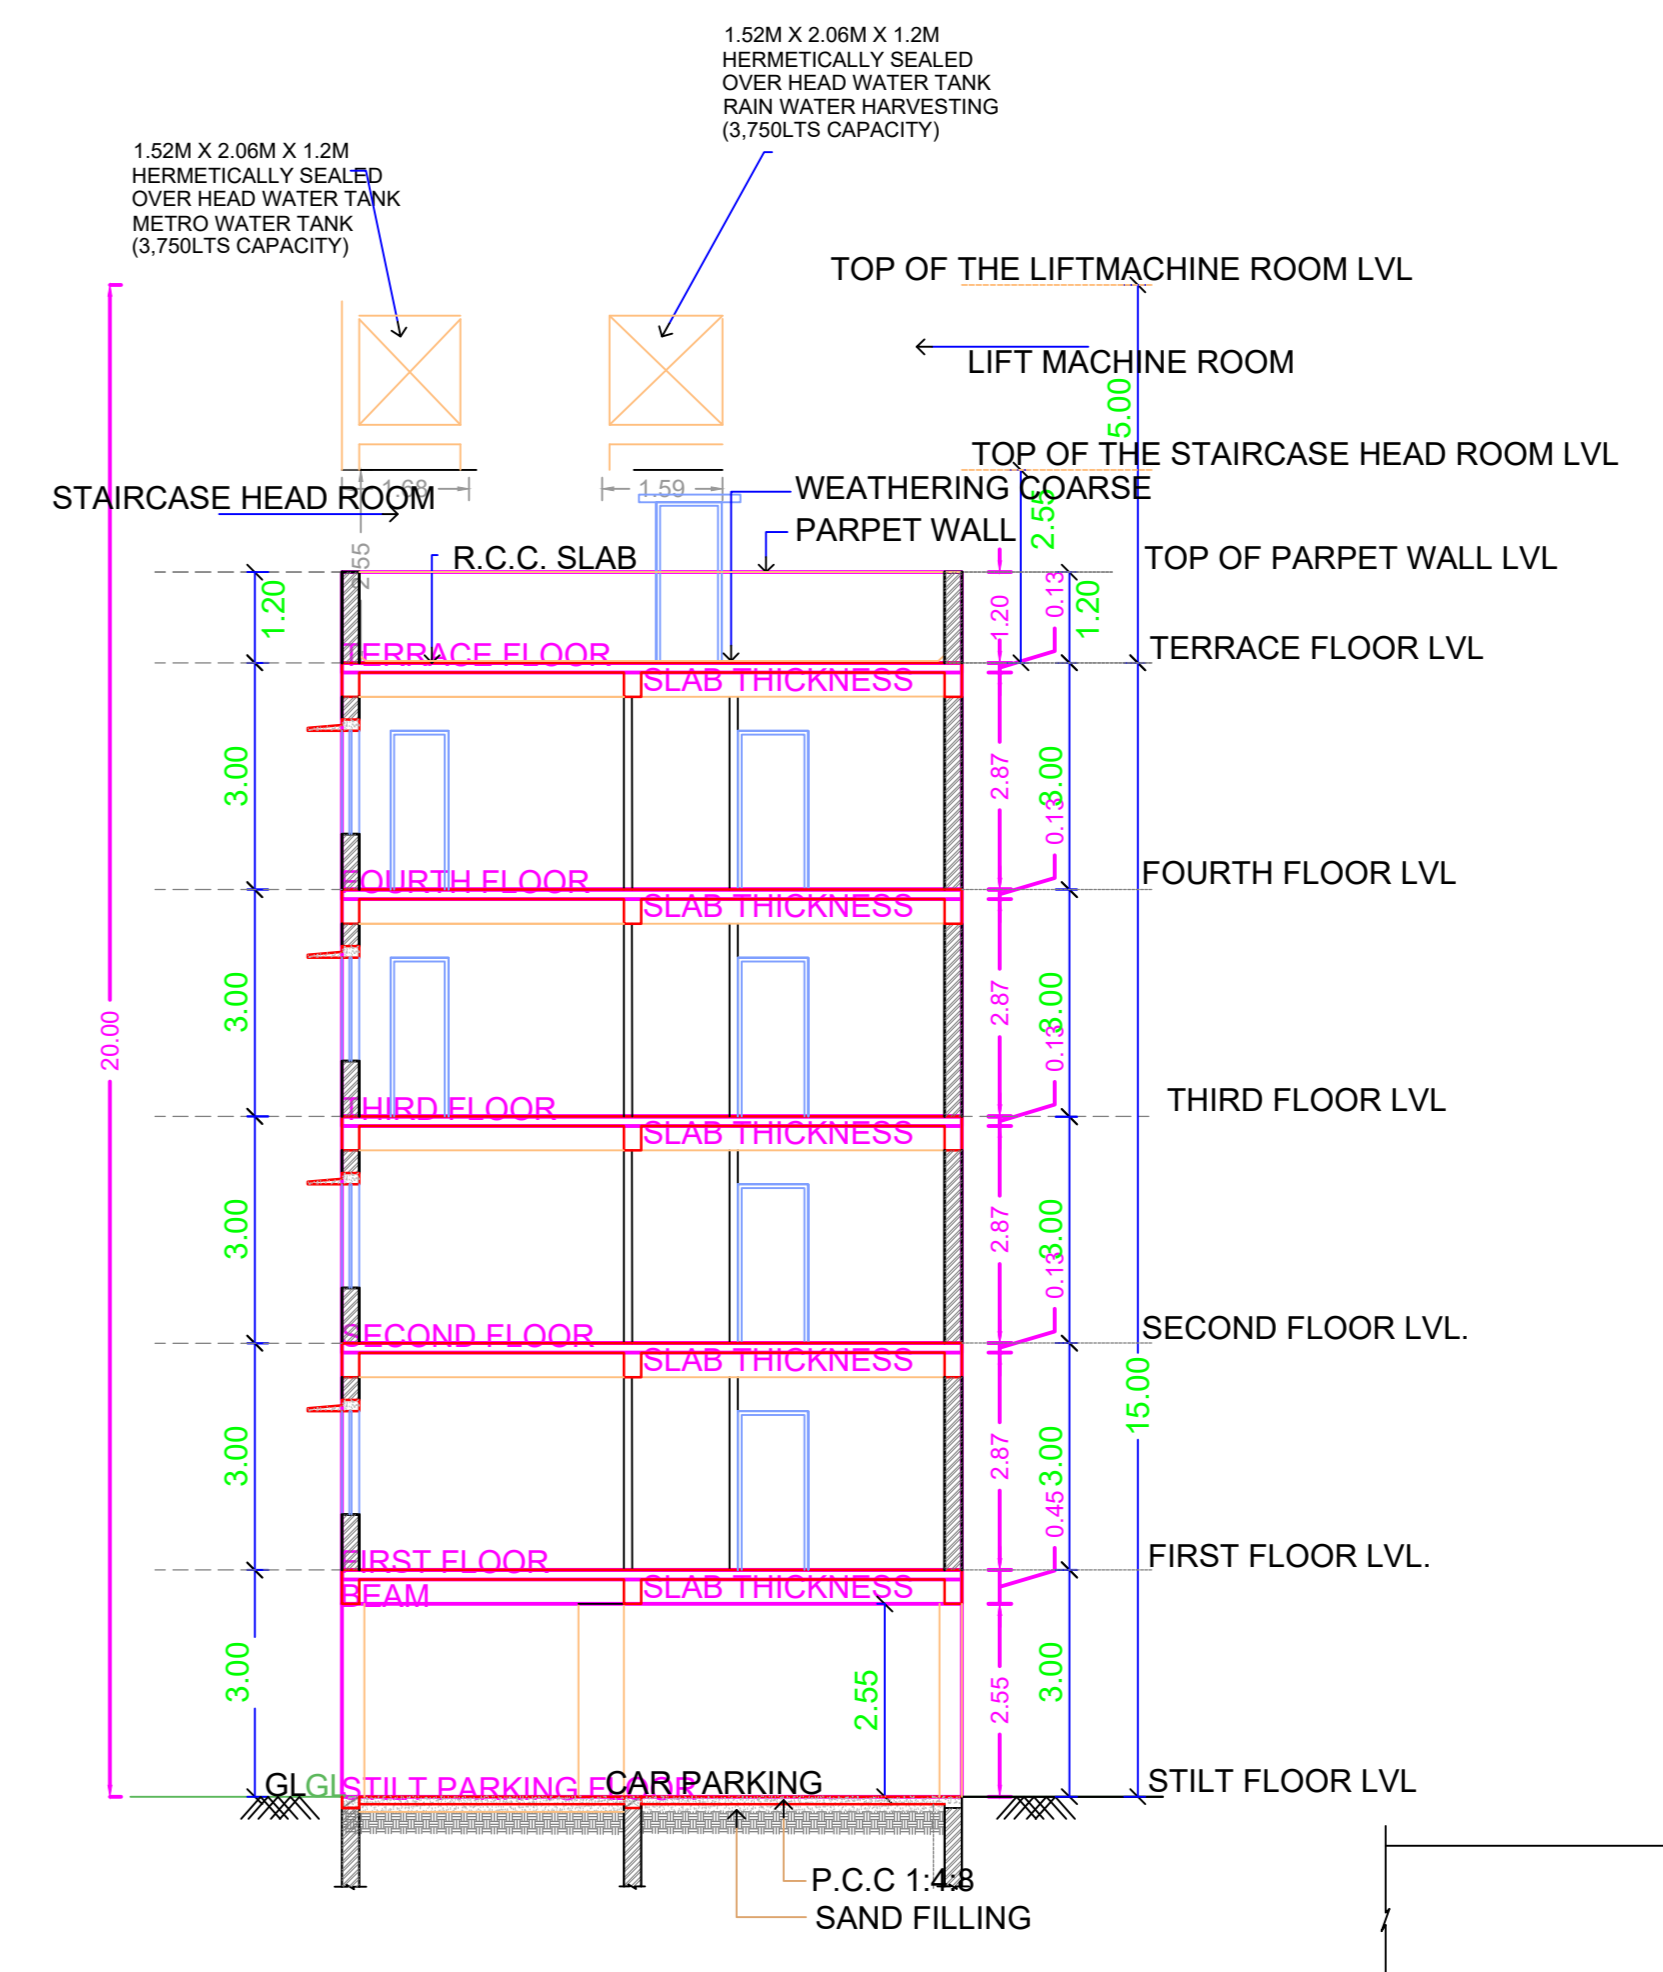 1.52M X 2.06M X 1.2M
HERMETICALLY SEALED
OVER HEAD WATER TANK
RAIN WATER HARVESTING
(3,750LTS CAPACITY)
1.52M X 2.06M X 1.2M
HERMETICALLY SEALED
OVER HEAD WATER TANK
METRO WATER TANK
(3,750LTS CAPACITY)
TOP OF THE LIFTMACHINE ROOM LVL
LIFT MACHINE ROOM
5.00
TOP OF THE STAIRCASE HEAD ROOM LVL
STAIRCASE HEAD ROOM
1.68
1.59
WEATHERING COARSE
2.55
PARPET WALL
R.C.C. SLAB
2.55
TOP OF PARPET WALL LVL
1.20
1.20
0.13
1.20
TERRACE FLOOR
TERRACE FLOOR LVL
SLAB THICKNESS
3.00
2.87
3.00
0.13
FOURTH FLOOR
FOURTH FLOOR LVL
SLAB THICKNESS
3.00
2.87
3.00
20.00
0.13
THIRD FLOOR
THIRD FLOOR LVL
SLAB THICKNESS
3.00
2.87
3.00
0.13
SECOND FLOOR
SECOND FLOOR LVL.
SLAB THICKNESS
15.00
3.00
2.87
3.00
0.45
FIRST FLOOR
FIRST FLOOR LVL.
BEAM
SLAB THICKNESS
3.00
2.55
2.55
3.00
GL
GL
STILT PARKING FLOOR
CAR PARKING
STILT FLOOR LVL
P.C.C 1:4:8
SAND FILLING